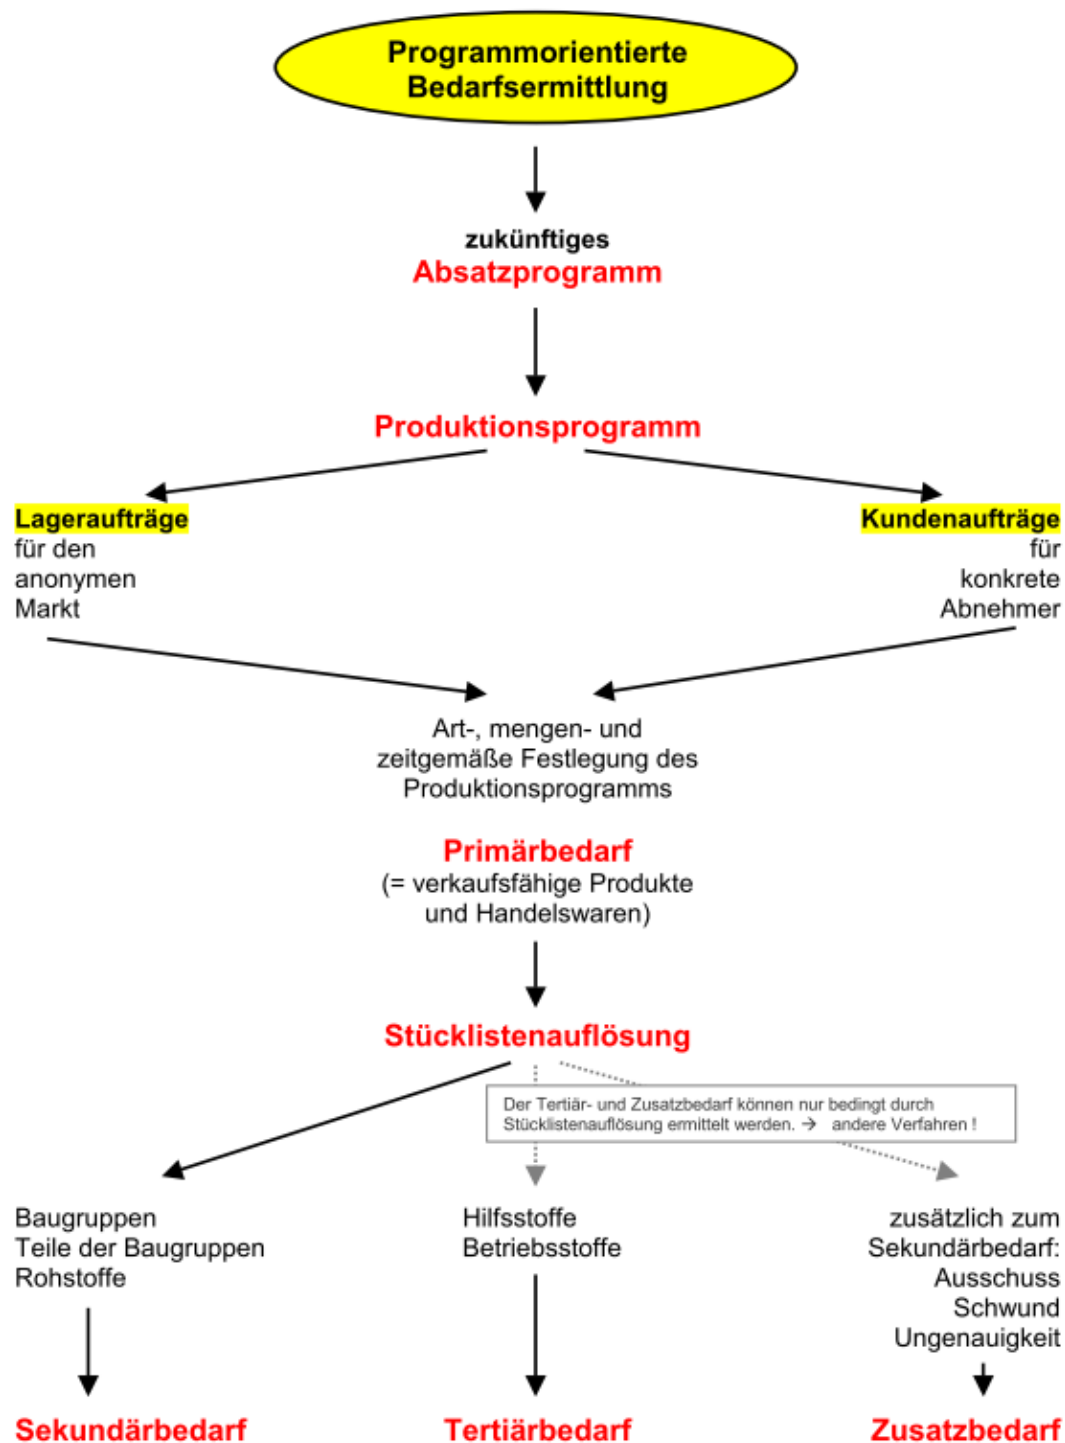 Programmorientierte
Bedarfsermittlung
zukünftiges
Absatzprogramm
Produktionsprogramm
Lageraufträge
für den
anonymen
Markt
Kundenaufträge
für
konkrete
Abnehmer
Art-, mengen- und
zeitgemäße Festlegung des
Produktionsprogramms
Primärbedarf
(= verkaufsfähige Produkte
und Handelswaren)
Stücklistenauflösung
Der Tertiär- und Zusatzbedarf können nur bedingt durch
Stücklistenauflösung ermittelt werden. → andere Verfahren !
Baugruppen
Teile der Baugruppen
Rohstoffe
Hilfsstoffe
Betriebsstoffe
zusätzlich zum
Sekundärbedarf:
Ausschuss
Schwund
Ungenauigkeit
Sekundärbedarf
Tertiärbedarf
Zusatzbedarf